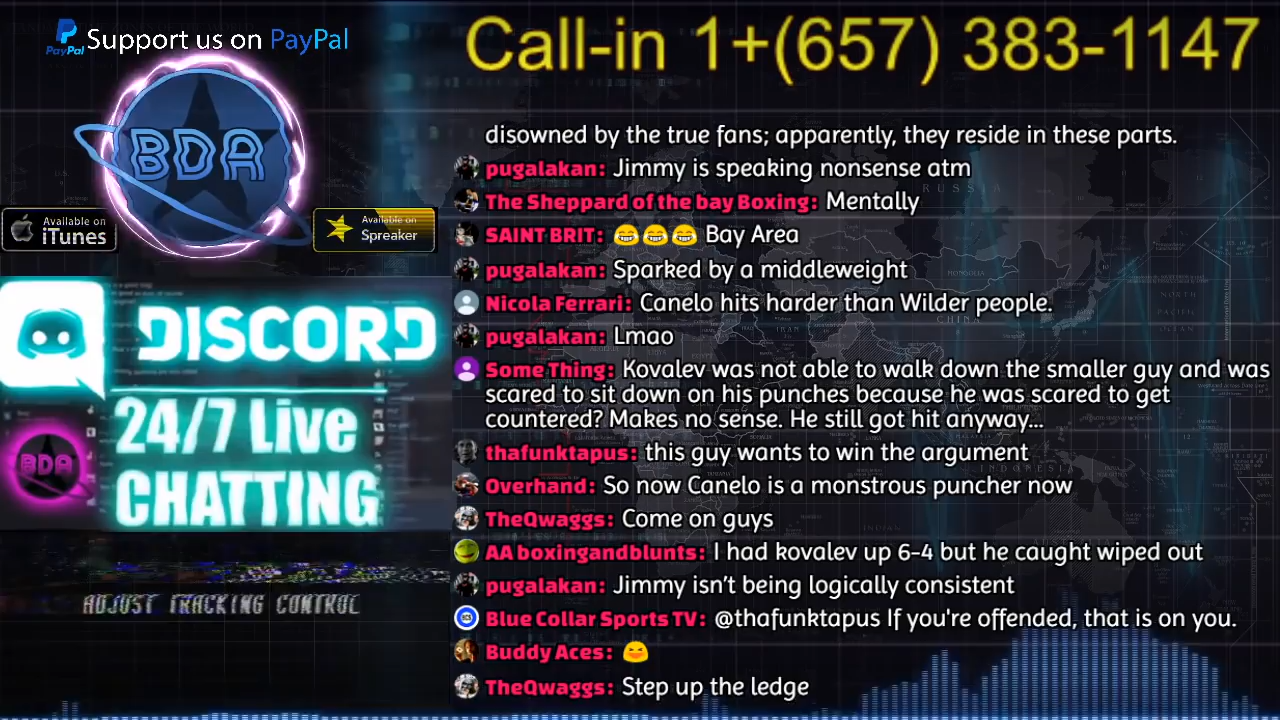 PayPal
Support us on PayPal
Call-in 1+(657) 383-1147
BDA
Available on
iTunes
Available on
Spreaker
DISCORD
24/7 Live
CHATTING
BDA
ADJUST TRACKING CONTROL
disowned by the true fans; apparently, they reside in these parts.
pugalakan: Jimmy is speaking nonsense atm
The Sheppard of the bay Boxing: Mentally
SAINT BRIT: 😂😂😂 Bay Area
pugalakan: Sparked by a middleweight
Nicola Ferrari: Canelo hits harder than Wilder people.
pugalakan: Lmao
Some Thing: Kovalev was not able to walk down the smaller guy and was
scared to sit down on his punches because he was scared to get
countered? Makes no sense. He still got hit anyway...
thafunktapus: this guy wants to win the argument
Overhand: So now Canelo is a monstrous puncher now
TheQwaggs: Come on guys
AA boxingandblunts: I had kovalev up 6-4 but he caught wiped out
pugalakan: Jimmy isn't being logically consistent
Blue Collar Sports TV: @thafunktapus If you're offended, that is on you.
Buddy Aces: 😆
TheQwaggs: Step up the ledge
RUSSIA
MONGOLIA
CHINA
IRAN
INDONESIA